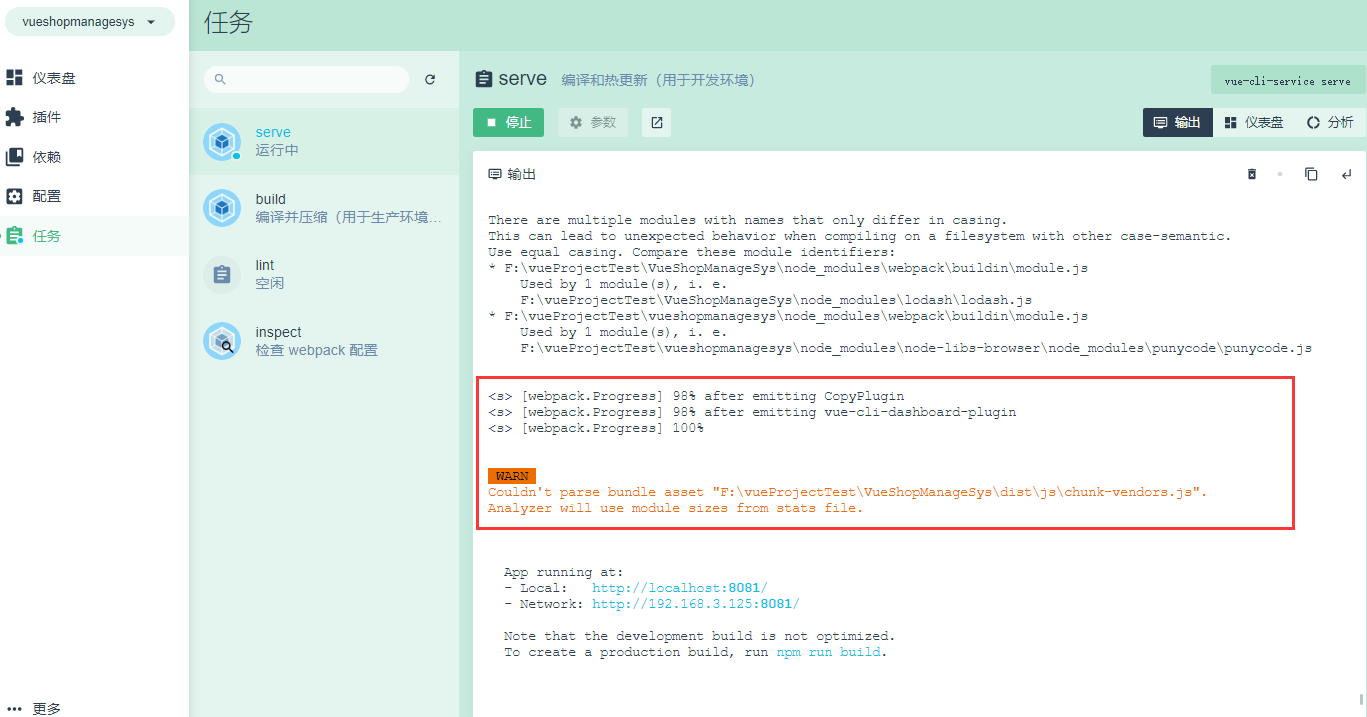 vueshopmanagesys
任务
仪表盘
插件
依赖
配置
任务
更多
serve
运行中
build
编译并压缩（用于生产环境…
lint
空闲
inspect
检查 webpack 配置
serve 编译和热更新（用于开发环境）
vue-cli-service serve
停止 参数
输出 仪表盘 分析
输出
There are multiple modules with names that only differ in casing.
This can lead to unexpected behavior when compiling on a filesystem with other case-semantic.
Use equal casing. Compare these module identifiers:
* F:\vueProjectTest\VueShopManageSys\node_modules\webpack\buildin\module.js
Used by 1 module(s), i. e.
F:\vueProjectTest\VueShopManageSys\node_modules\lodash\lodash.js
* F:\vueProjectTest\vueshopmanagesys\node_modules\webpack\buildin\module.js
Used by 1 module(s), i. e.
F:\vueProjectTest\vueshopmanagesys\node_modules\node-libs-browser\node_modules\punycode\punycode.js
<s> [webpack.Progress] 98% after emitting CopyPlugin
<s> [webpack.Progress] 98% after emitting vue-cli-dashboard-plugin
<s> [webpack.Progress] 100%
WARN
Couldn't parse bundle asset "F:\vueProjectTest\VueShopManageSys\dist\js\chunk-vendors.js".
Analyzer will use module sizes from stats file.
App running at:
- Local: http://localhost:8081/
- Network: http://192.168.3.125:8081/
Note that the development build is not optimized.
To create a production build, run npm run build.